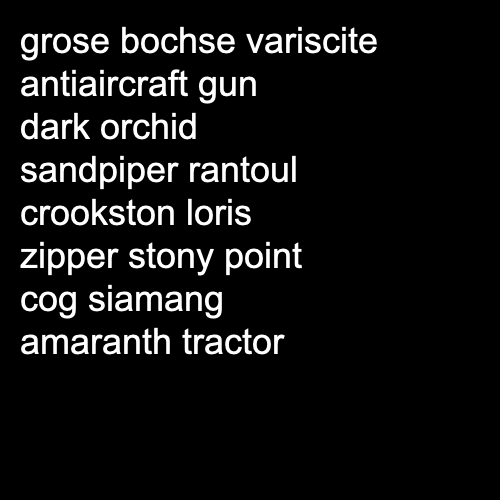 grose bochse variscite
antiaircraft gun
dark orchid
sandpiper rantoul
crookston loris
zipper stony point
cog siamang
amaranth tractor